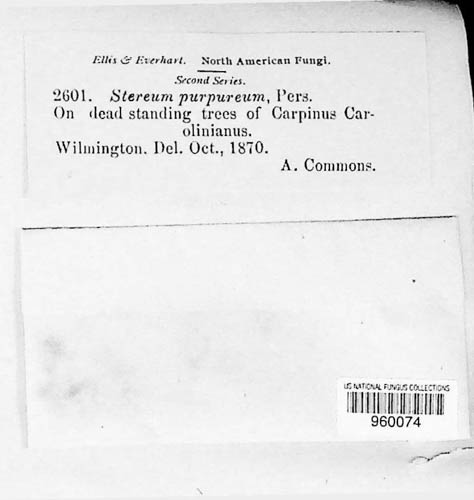 Ellis & Everhart. North American Fungi.
Second Series.
2601. Stereum purpureum, Pers.
On dead standing trees of Carpinus Car-
olinianus.
Wilmington. Del. Oct., 1870.
A. Commons.
US NATIONAL FUNGUS COLLECTIONS
960074